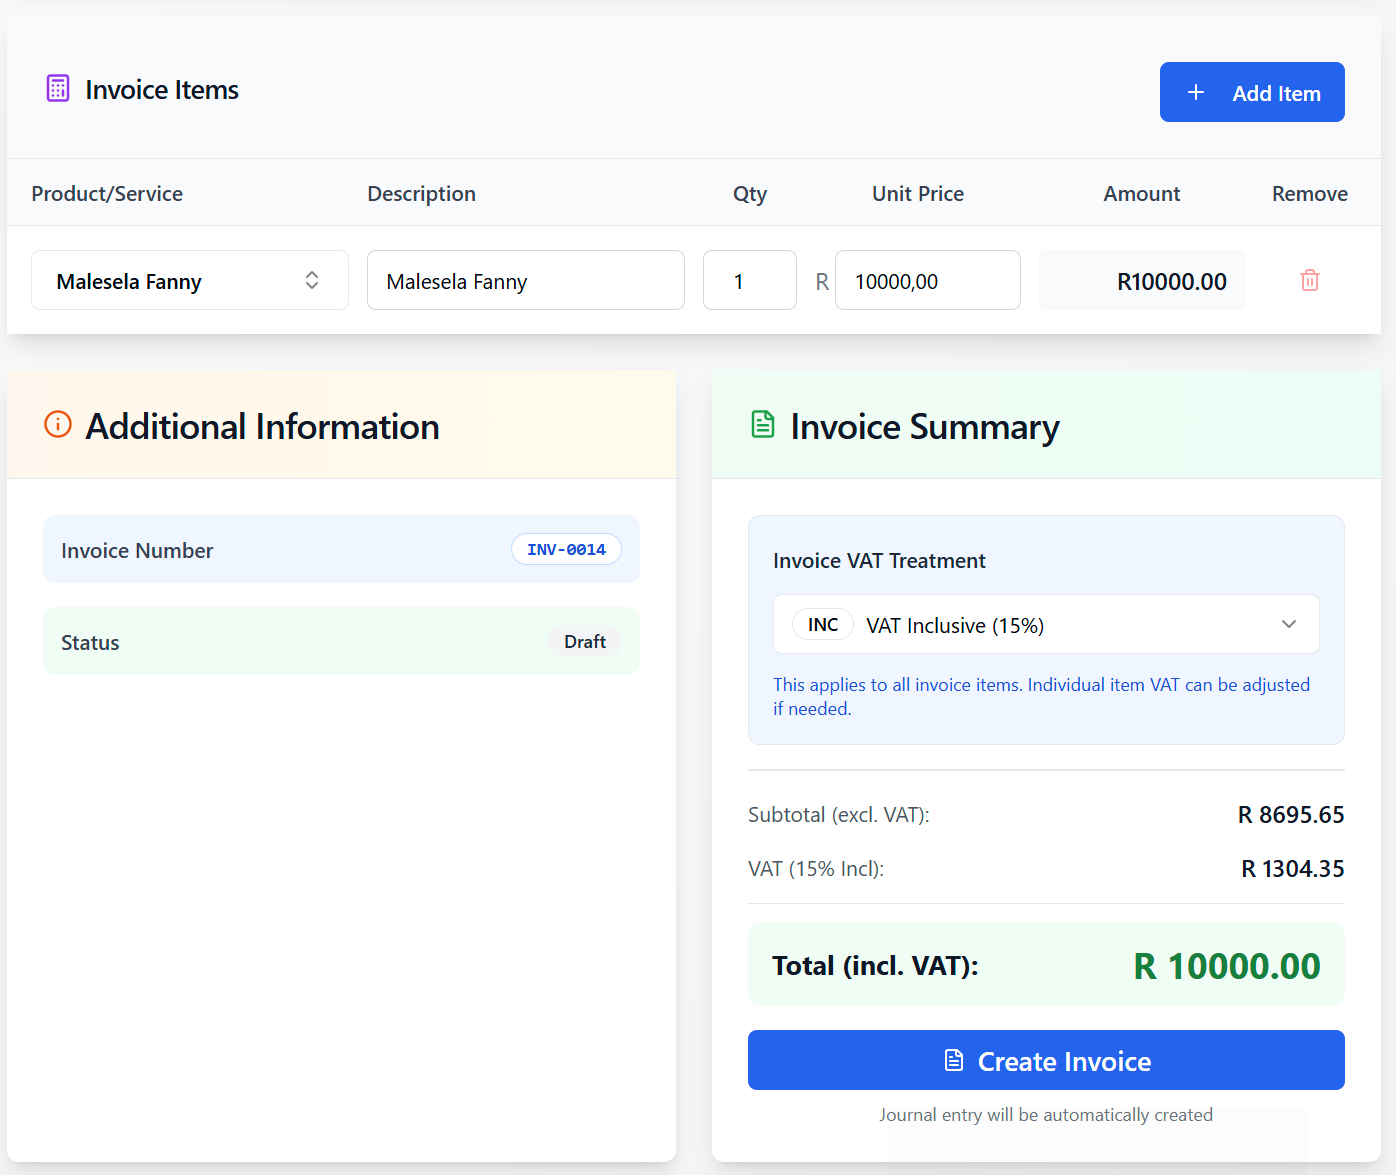 Invoice Items
Add Item
Product/Service Description Qty Unit Price Amount Remove
Malesela Fanny Malesela Fanny 1 R 10000,00 R10000.00
Additional Information
Invoice Number INV-0014
Status Draft
Invoice Summary
Invoice VAT Treatment
INC VAT Inclusive (15%)
This applies to all invoice items. Individual item VAT can be adjusted
if needed.
Subtotal (excl. VAT): R 8695.65
VAT (15% Incl): R 1304.35
Total (incl. VAT): R 10000.00
Create Invoice
Journal entry will be automatically created